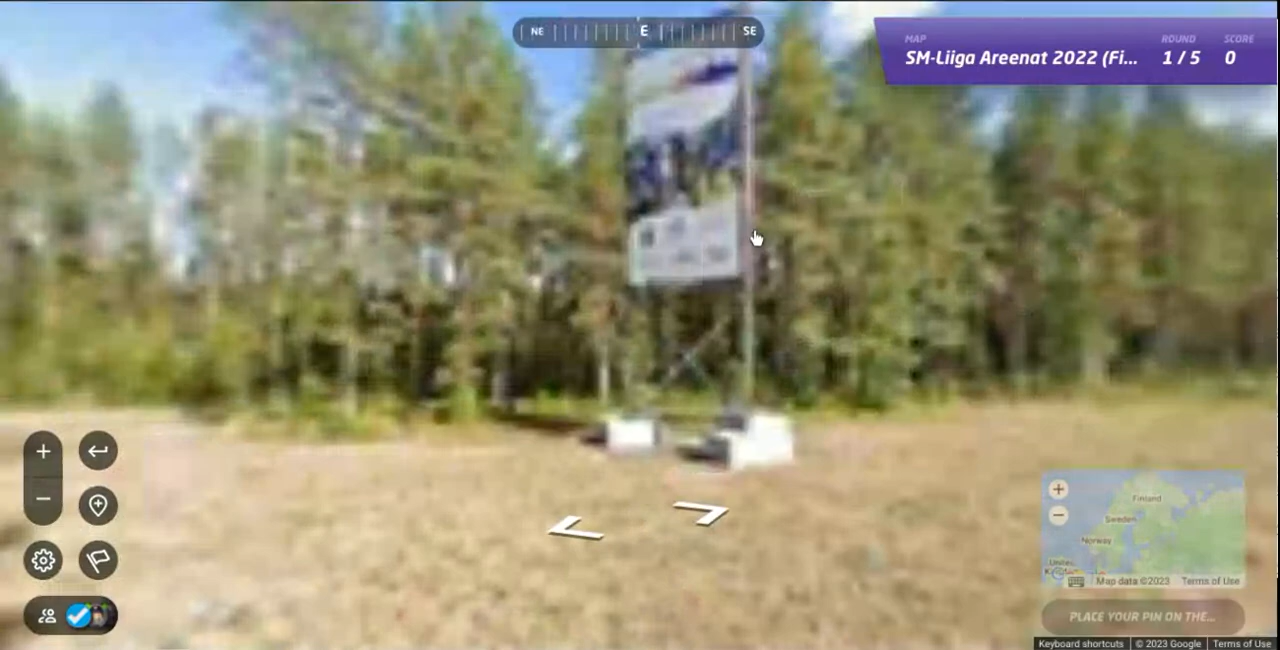 NE E SE
MAP
SM-Liiga Areenat 2022 (Fi...
ROUND
1 / 5
SCORE
0
Finland
Sweden
Norway
United
Map data ©2023 Terms of Use
PLACE YOUR PIN ON THE...
Keyboard shortcuts © 2023 Google Terms of Use